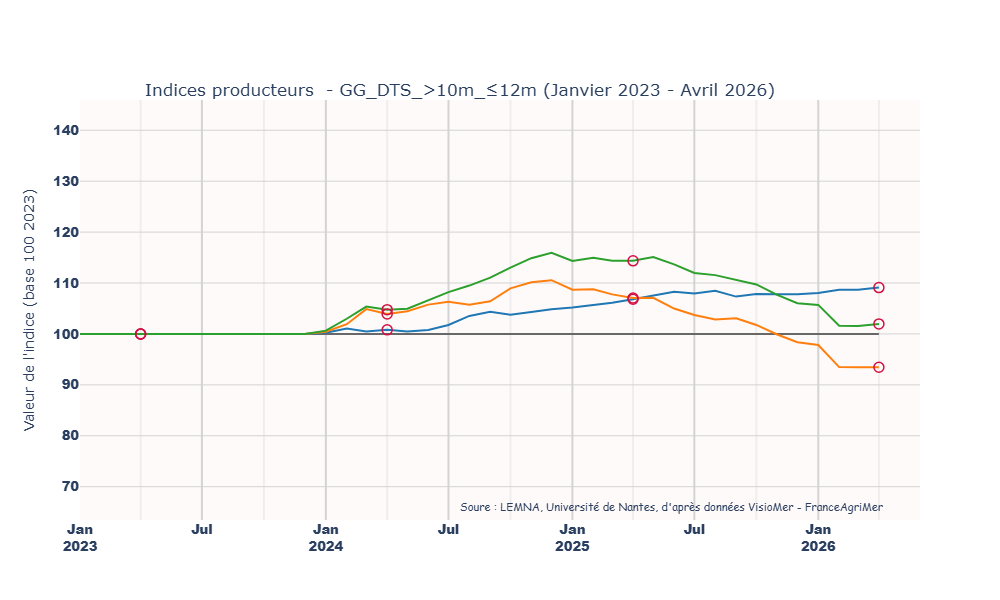 Indices producteurs - GG_DTS_>10m_≤12m (Janvier 2023 - Avril 2026)
Valeur de l'indice (base 100 2023)
140
130
120
110
100
90
80
70
Soure : LEMNA, Université de Nantes, d'après données VisioMer - FranceAgriMer
Jan Jul Jan Jul Jan Jul Jan
2023 2024 2025 2026